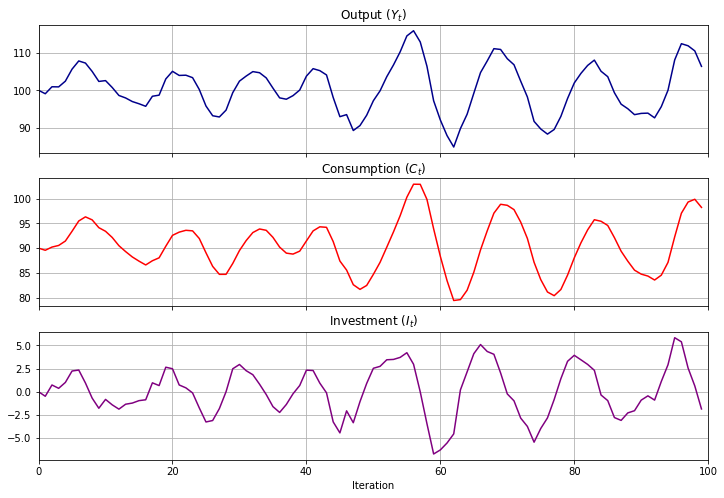 Output (Y_t)
110
100
90
Consumption (C_t)
100
95
90
85
80
Investment (I_t)
5.0
2.5
0.0
−2.5
−5.0
0 20 40 60 80 100
Iteration